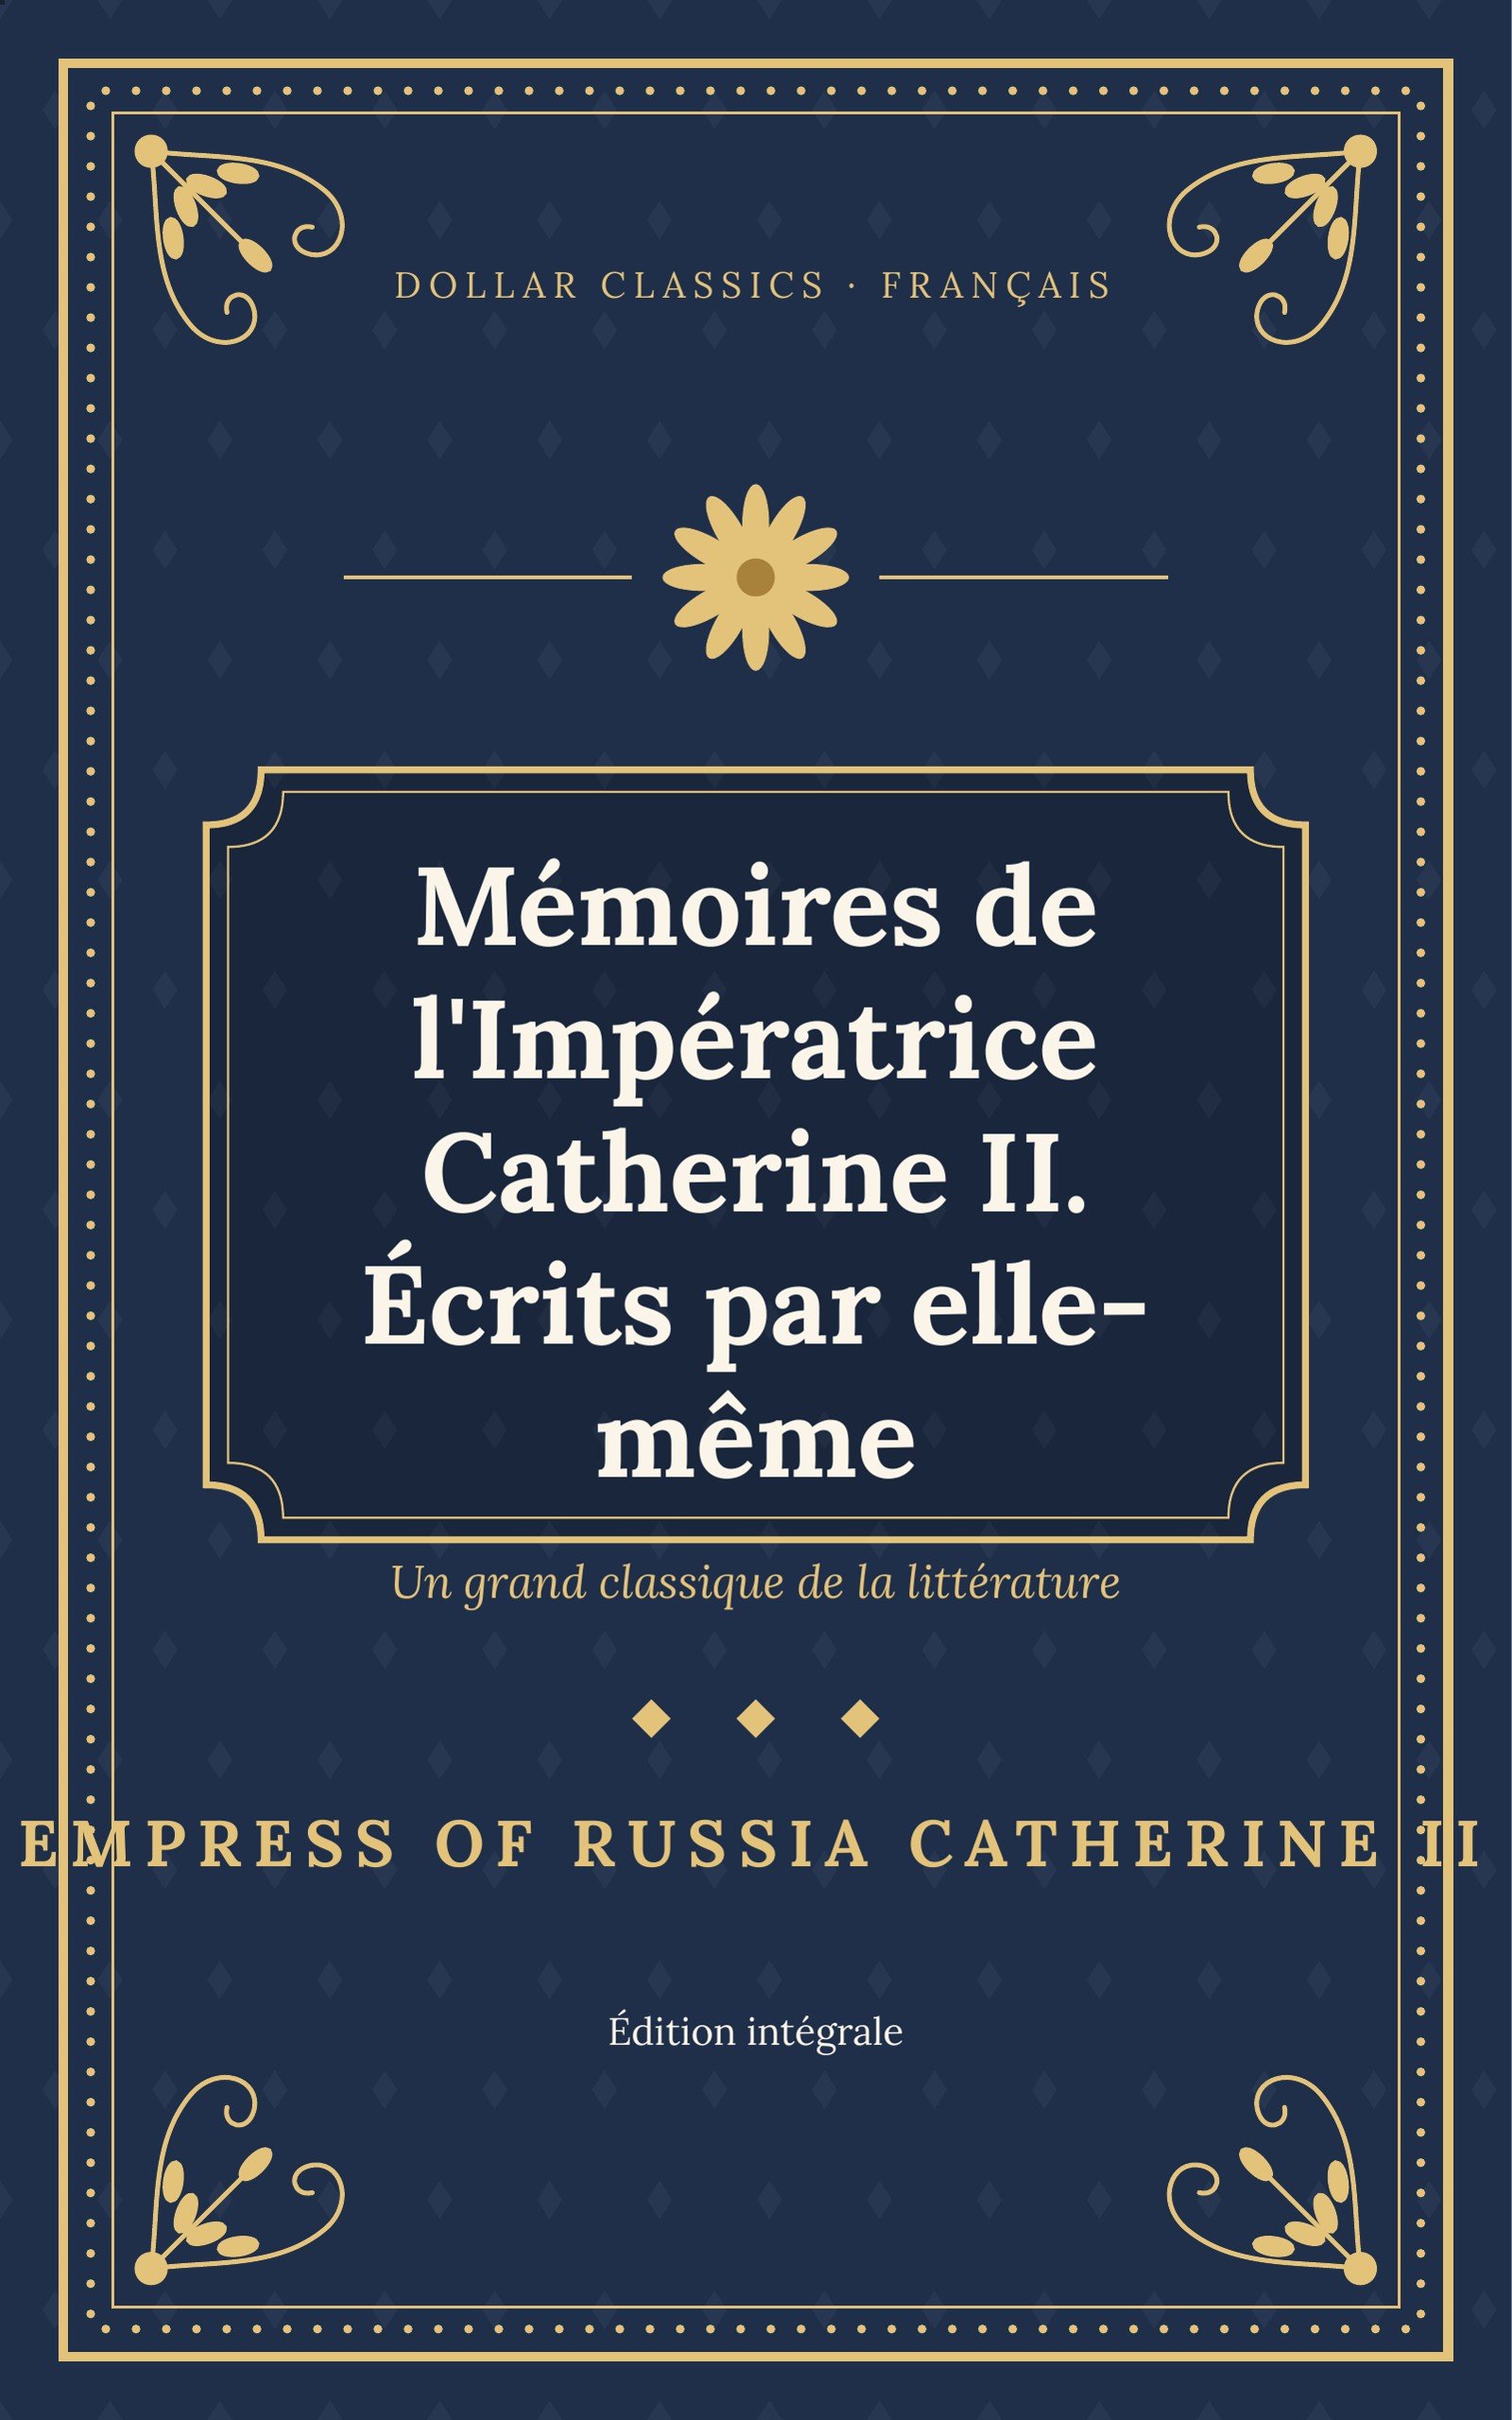 DOLLAR CLASSICS · FRANÇAIS
Mémoires de
l'Impératrice
Catherine II.
Écrits par elle-
même
Un grand classique de la littérature
EMPRESS OF RUSSIA CATHERINE II
Édition intégrale